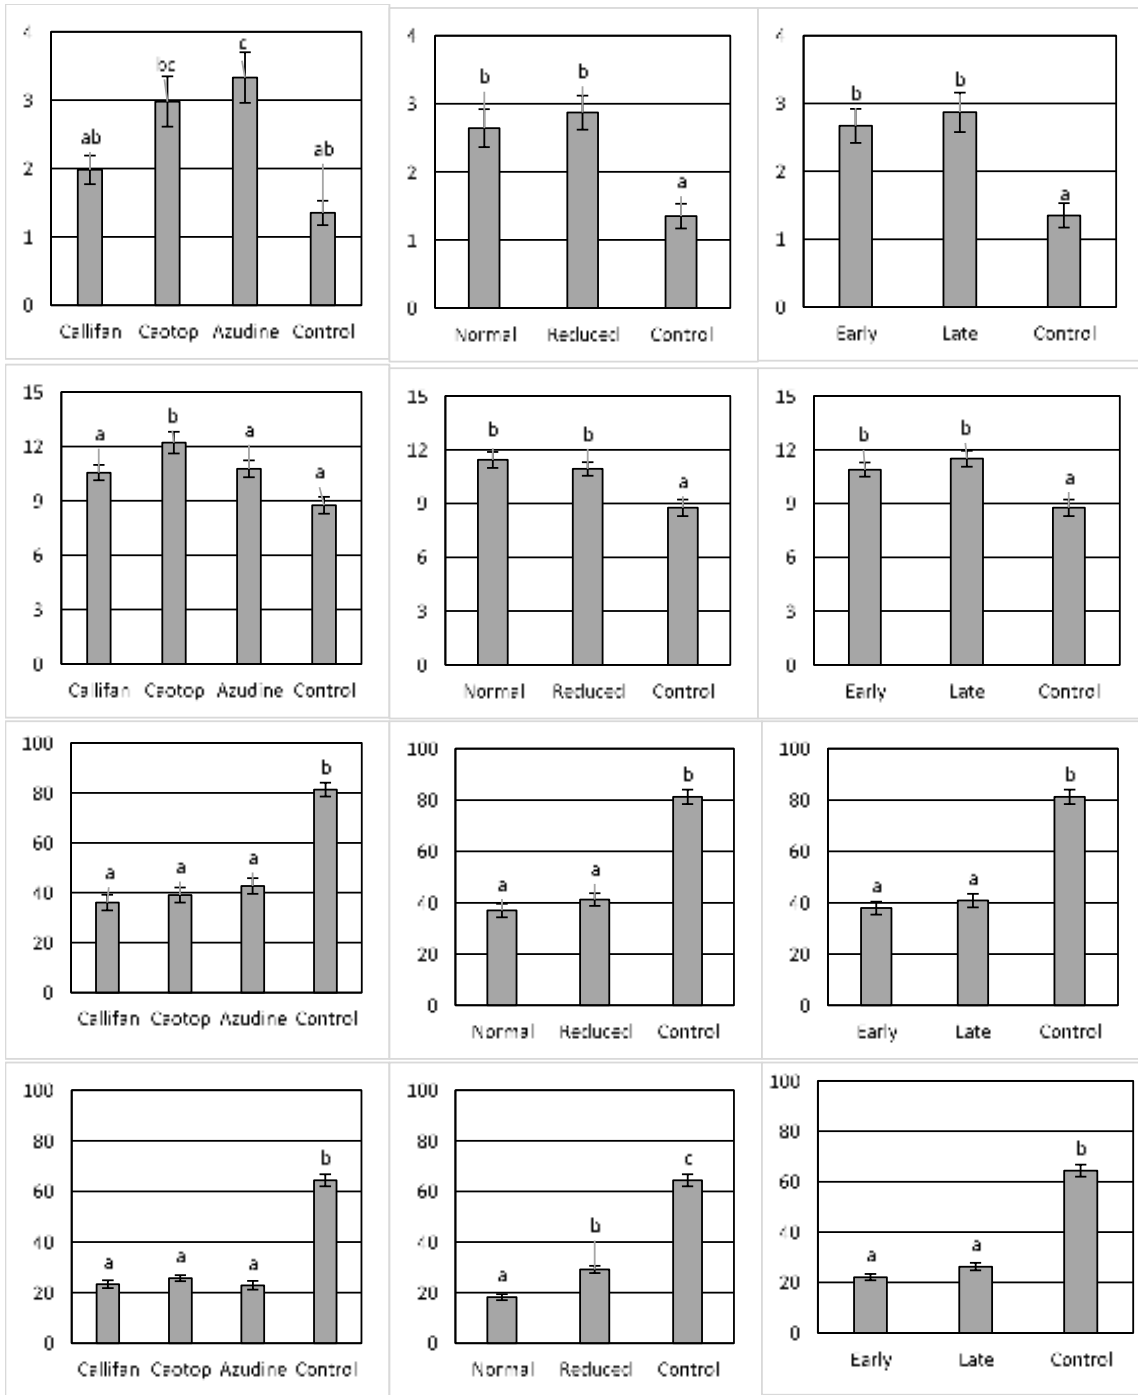 4 3 2 1 0
ab bc c ab
Callifan Caotop Azudine Control
4 3 2 1 0
b b a
Normal Reduced Control
4 3 2 1 0
b b a
Early Late Control
15 12 9 6 3 0
a b a a
Callifan Caotop Azudine Control
15 12 9 6 3 0
b b a
Normal Reduced Control
15 12 9 6 3 0
b b a
Early Late Control
100 80 60 40 20 0
a a a b
Callifan Caotop Azudine Control
100 80 60 40 20 0
a a b
Normal Reduced Control
100 80 60 40 20 0
a a b
Early Late Control
100 80 60 40 20 0
a a a b
Callifan Caotop Azudine Control
100 80 60 40 20 0
a b c
Normal Reduced Control
100 80 60 40 20 0
a a b
Early Late Control